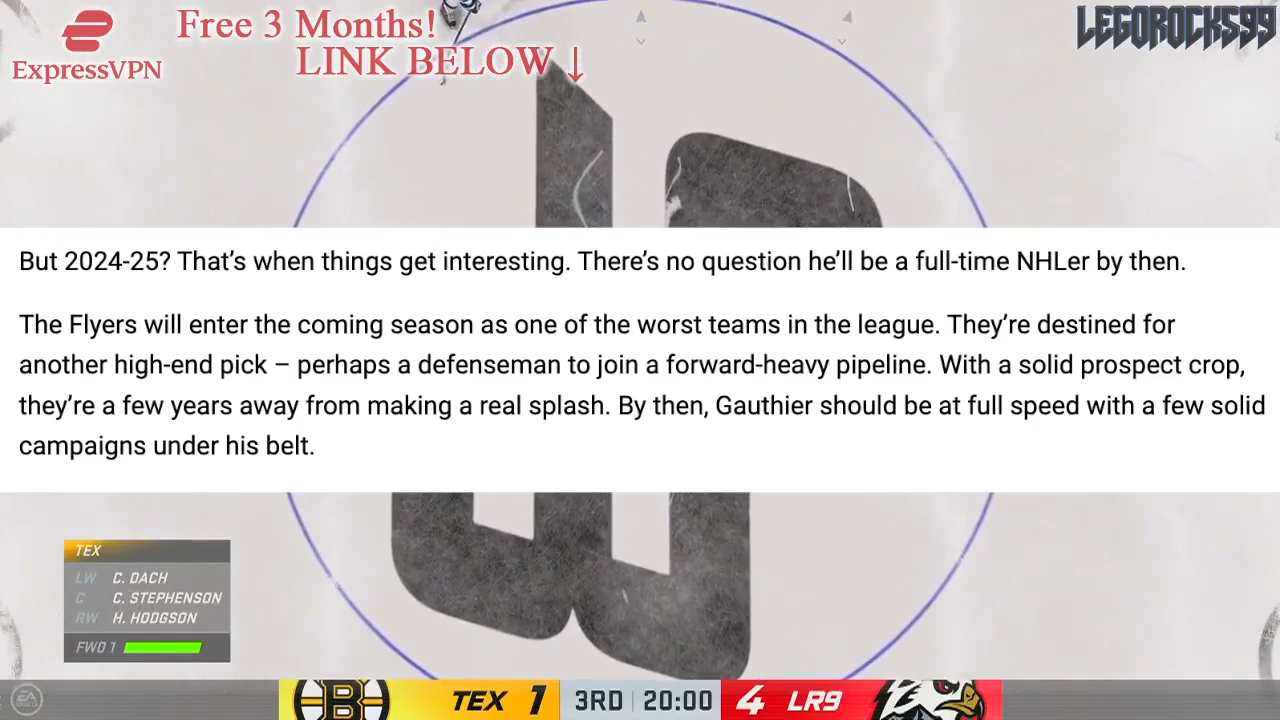 ExpressVPN
Free 3 Months!
LINK BELOW ↓
LEGOROCKS99
But 2024-25? That’s when things get interesting. There’s no question he’ll be a full-time NHLer by then.
The Flyers will enter the coming season as one of the worst teams in the league. They’re destined for
another high-end pick – perhaps a defenseman to join a forward-heavy pipeline. With a solid prospect crop,
they’re a few years away from making a real splash. By then, Gauthier should be at full speed with a few solid
campaigns under his belt.
TEX
LW C. DACH
C C. STEPHENSON
RW H. HODGSON
FWD 1
EA
B TEX 1 3RD 20:00 4 LR9